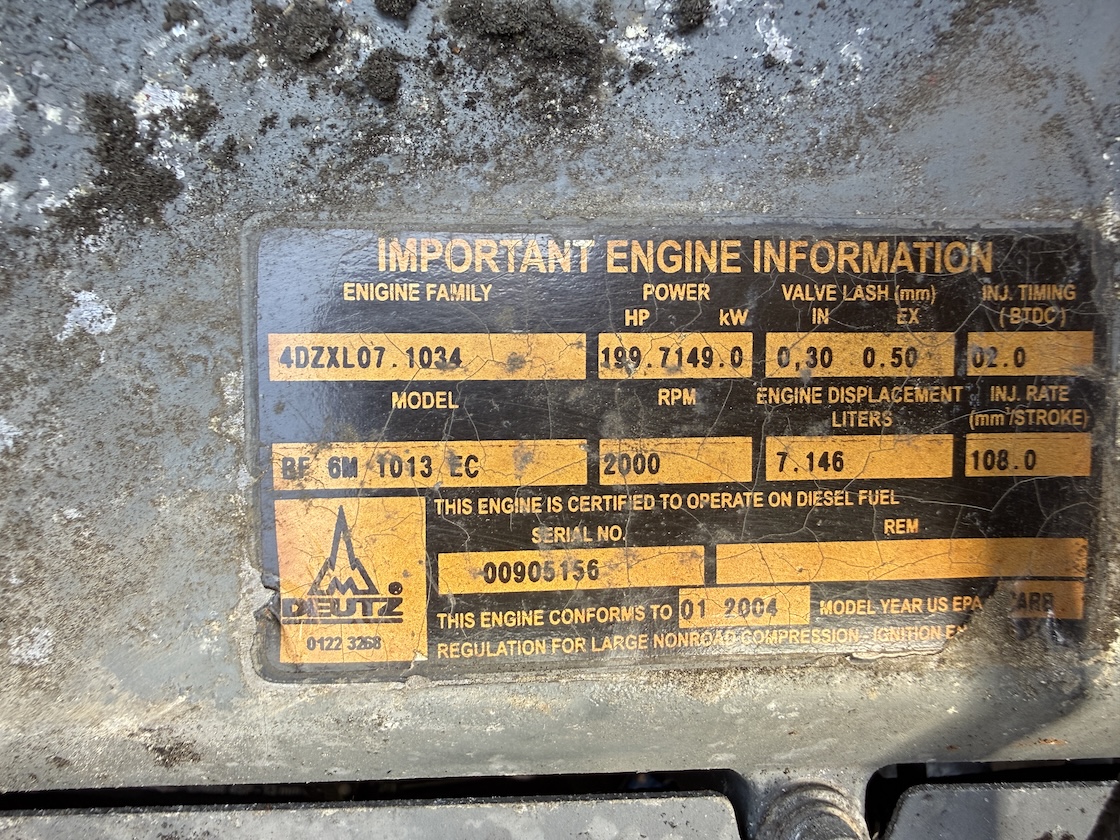 IMPORTANT ENGINE INFORMATION
ENIGINE FAMILY POWER VALVE LASH (mm) INJ. TIMING
HP kW IN EX (BTDC)
4DZXL07.1034 199.7149.0 0,30 0.50 02.0
MODEL RPM ENGINE DISPLACEMENT INJ. RATE
LITERS (mm³/STROKE)
BF 6M 1013 EC 2000 7.146 108.0
THIS ENGINE IS CERTIFIED TO OPERATE ON DIESEL FUEL
SERIAL NO. REM
00905156
THIS ENGINE CONFORMS TO 01 2004 MODEL YEAR US EPA
REGULATION FOR LARGE NONROAD COMPRESSION - IGNITION
DEUTZ®
0122 3268